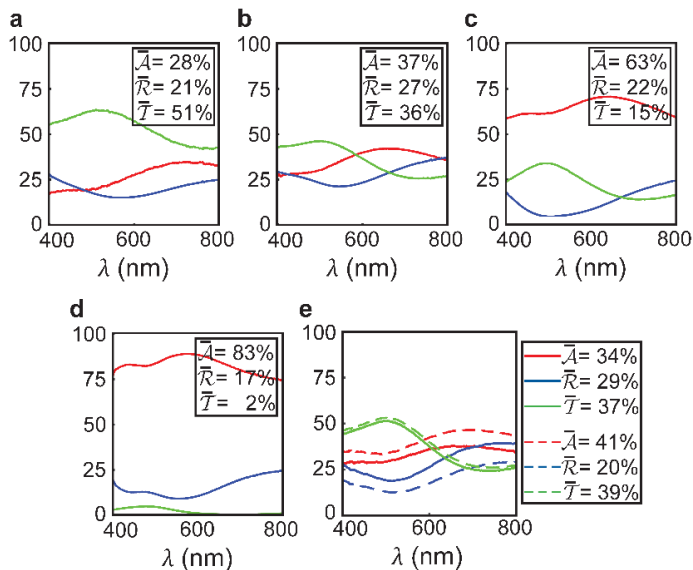 a
100
75
50
25
0
400
600
800
λ (nm)
A̅ = 28%
R̅ = 21%
T̅ = 51%
b
100
75
50
25
0
400
600
800
λ (nm)
A̅ = 37%
R̅ = 27%
T̅ = 36%
c
100
75
50
25
0
400
600
800
λ (nm)
A̅ = 63%
R̅ = 22%
T̅ = 15%
d
100
75
50
25
0
400
600
800
λ (nm)
A̅ = 83%
R̅ = 17%
T̅ = 2%
e
100
75
50
25
0
400
600
800
λ (nm)
A̅ = 34%
R̅ = 29%
T̅ = 37%
A̅ = 41%
R̅ = 20%
T̅ = 39%